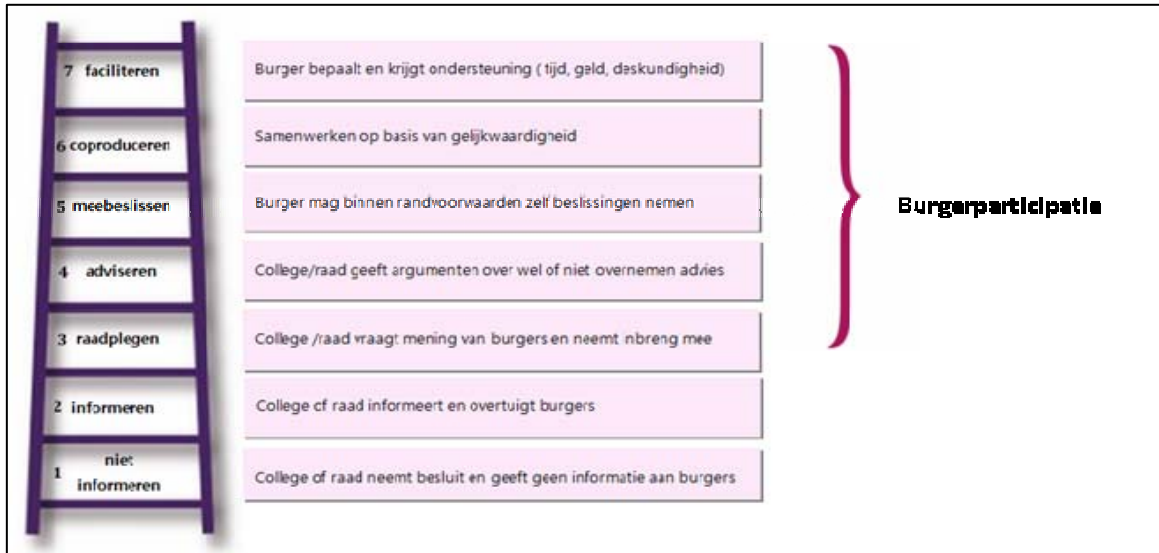 7 faciliteren
Burger bepaalt en krijgt ondersteuning ( tijd, geld, deskundigheid)
6 coproduceren
Samenwerken op basis van gelijkwaardigheid
5 meebeslissen
Burger mag binnen randvoorwaarden zelf beslissingen nemen
Burgerparticipatie
4 adviseren
College/raad geeft argumenten over wel of niet overnemen advies
3 raadplegen
College /raad vraagt mening van burgers en neemt inbreng mee
2 informeren
College of raad informeert en overtuigt burgers
1 niet
informeren
College of raad neemt besluit en geeft geen informatie aan burgers